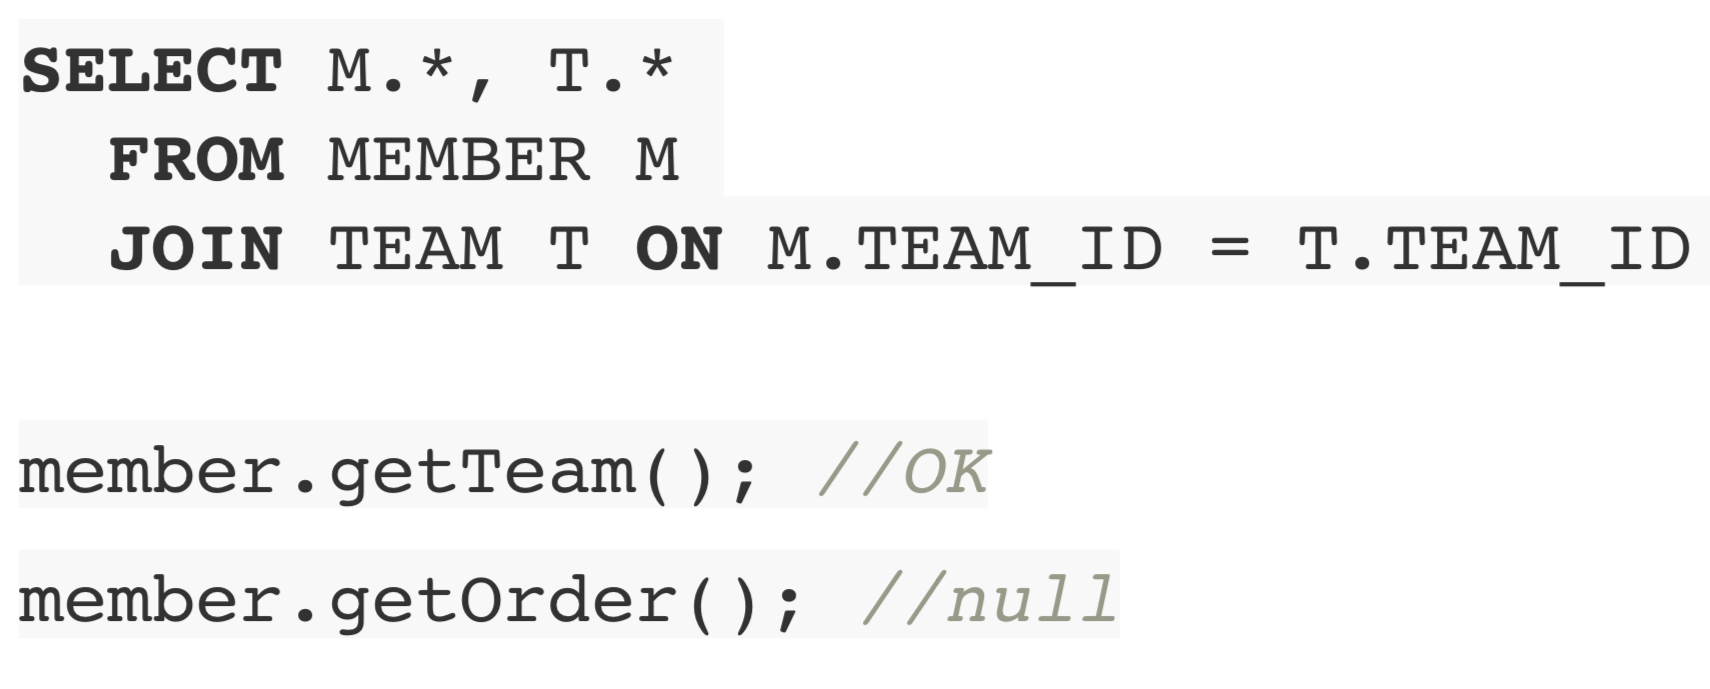 SELECT M.*, T.*
  FROM MEMBER M
  JOIN TEAM T ON M.TEAM_ID = T.TEAM_ID
member.getTeam(); //OK
member.getOrder(); //null